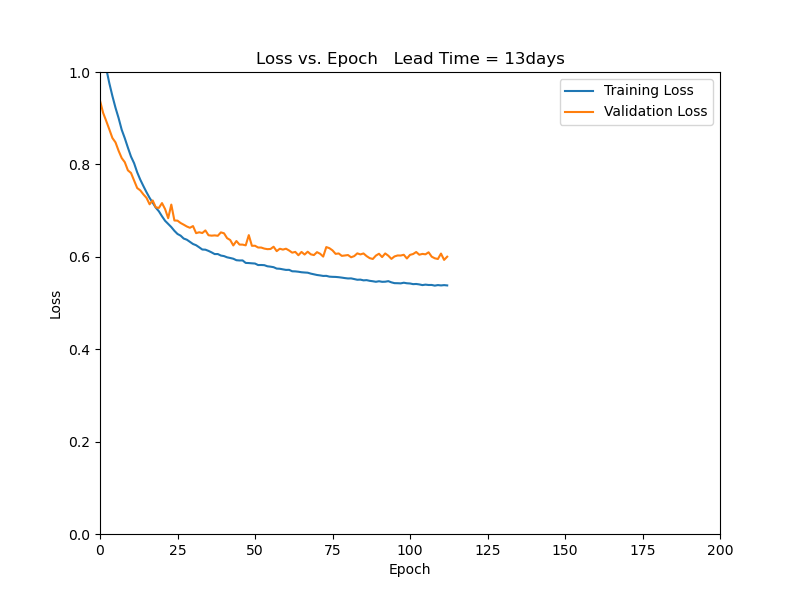 Loss vs. Epoch   Lead Time = 13days
Training Loss
Validation Loss
1.0
0.8
0.6
0.4
0.2
0.0
Loss
0 25 50 75 100 125 150 175 200
Epoch